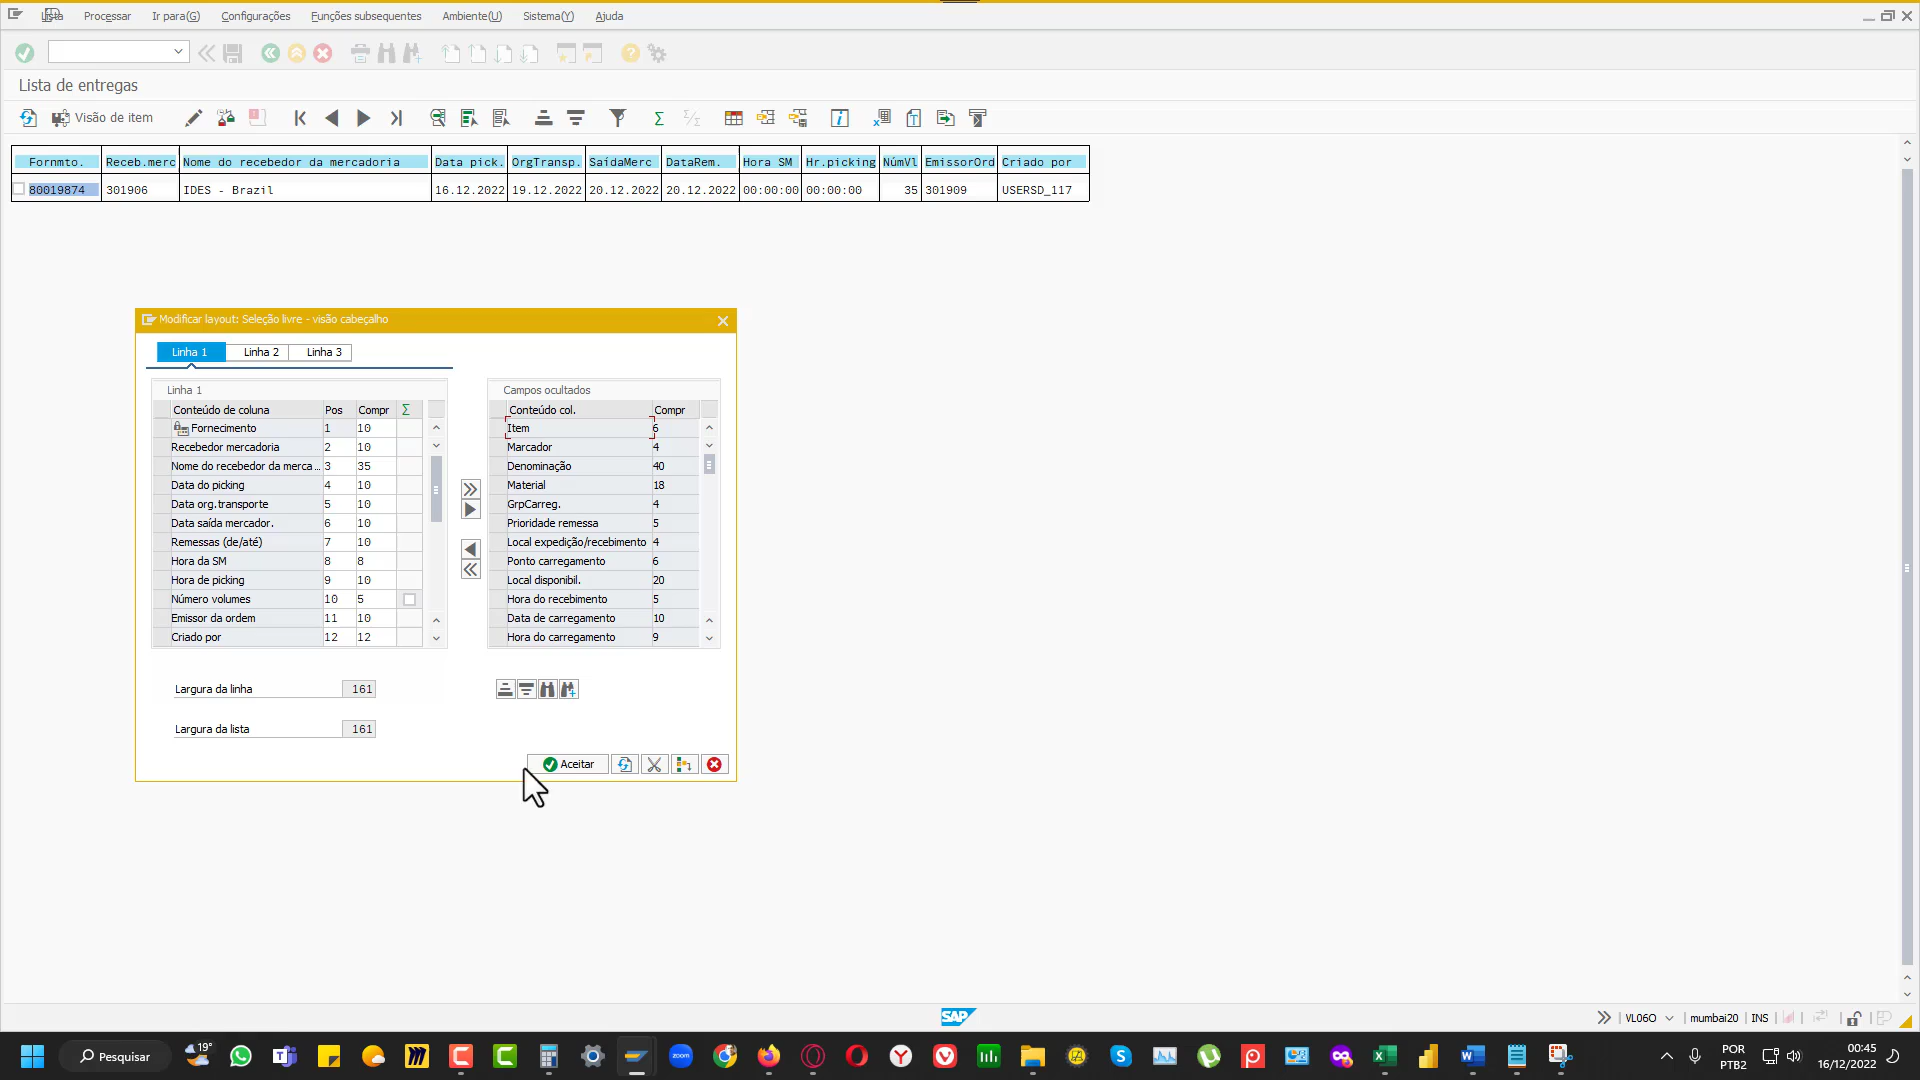 Lista Processar Ir para(G) Configurações Funções subsequentes Ambiente(U) Sistema(Y) Ajuda
Lista de entregas
Visão de item
Fornmto. Receb.merc Nome do recebedor da mercadoria Data pick. OrgTransp. SaídaMerc DataRem. Hora SM Hr.picking NúmVl EmissorOrd Criado por
80019874 301906 IDES - Brazil 16.12.2022 19.12.2022 20.12.2022 20.12.2022 00:00:00 00:00:00 35 301909 USERSD_117
Modificar layout: Seleção livre - visão cabeçalho
Linha 1 Linha 2 Linha 3
Linha 1 Campos ocultados
Conteúdo de coluna Pos Compr Σ Conteúdo col. Compr
Fornecimento 1 10 Item 6
Recebedor mercadoria 2 10 Marcador 4
Nome do recebedor da merca ... 3 35 Denominação 40
Data do picking 4 10 Material 18
Data org.transporte 5 10 GrpCarreg. 4
Data saída mercador. 6 10 Prioridade remessa 5
Remessas (de/até) 7 10 Local expedição/recebimento 4
Hora da SM 8 8 Ponto carregamento 6
Hora de picking 9 10 Local disponibil. 20
Número volumes 10 5 Hora do recebimento 5
Emissor da ordem 11 10 Data de carregamento 10
Criado por 12 12 Hora do carregamento 9
Largura da linha 161
Largura da lista 161
Aceitar
SAP VL06O mumbai20 INS
19° Pesquisar zoom POR 00:45
PTB2 16/12/2022